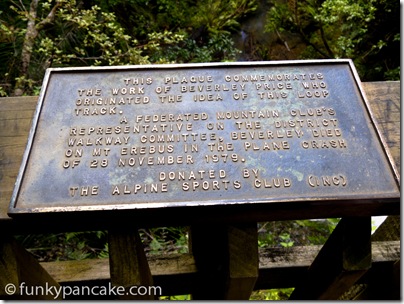 THIS PLAQUE COMMEMORATES
THE WORK OF BEVERLEY PRICE WHO
ORIGINATED THE IDEA OF THIS LOOP
TRACK.
A FEDERATED MOUNTAIN CLUB'S
REPRESENTATIVE ON THE DISTRICT
WALKWAY COMMITTEE, BEVERLEY DIED
ON MT EREBUS IN THE PLANE CRASH
OF 28 NOVEMBER 1979.
DONATED BY
THE ALPINE SPORTS CLUB (INC)
©funkypancake.com